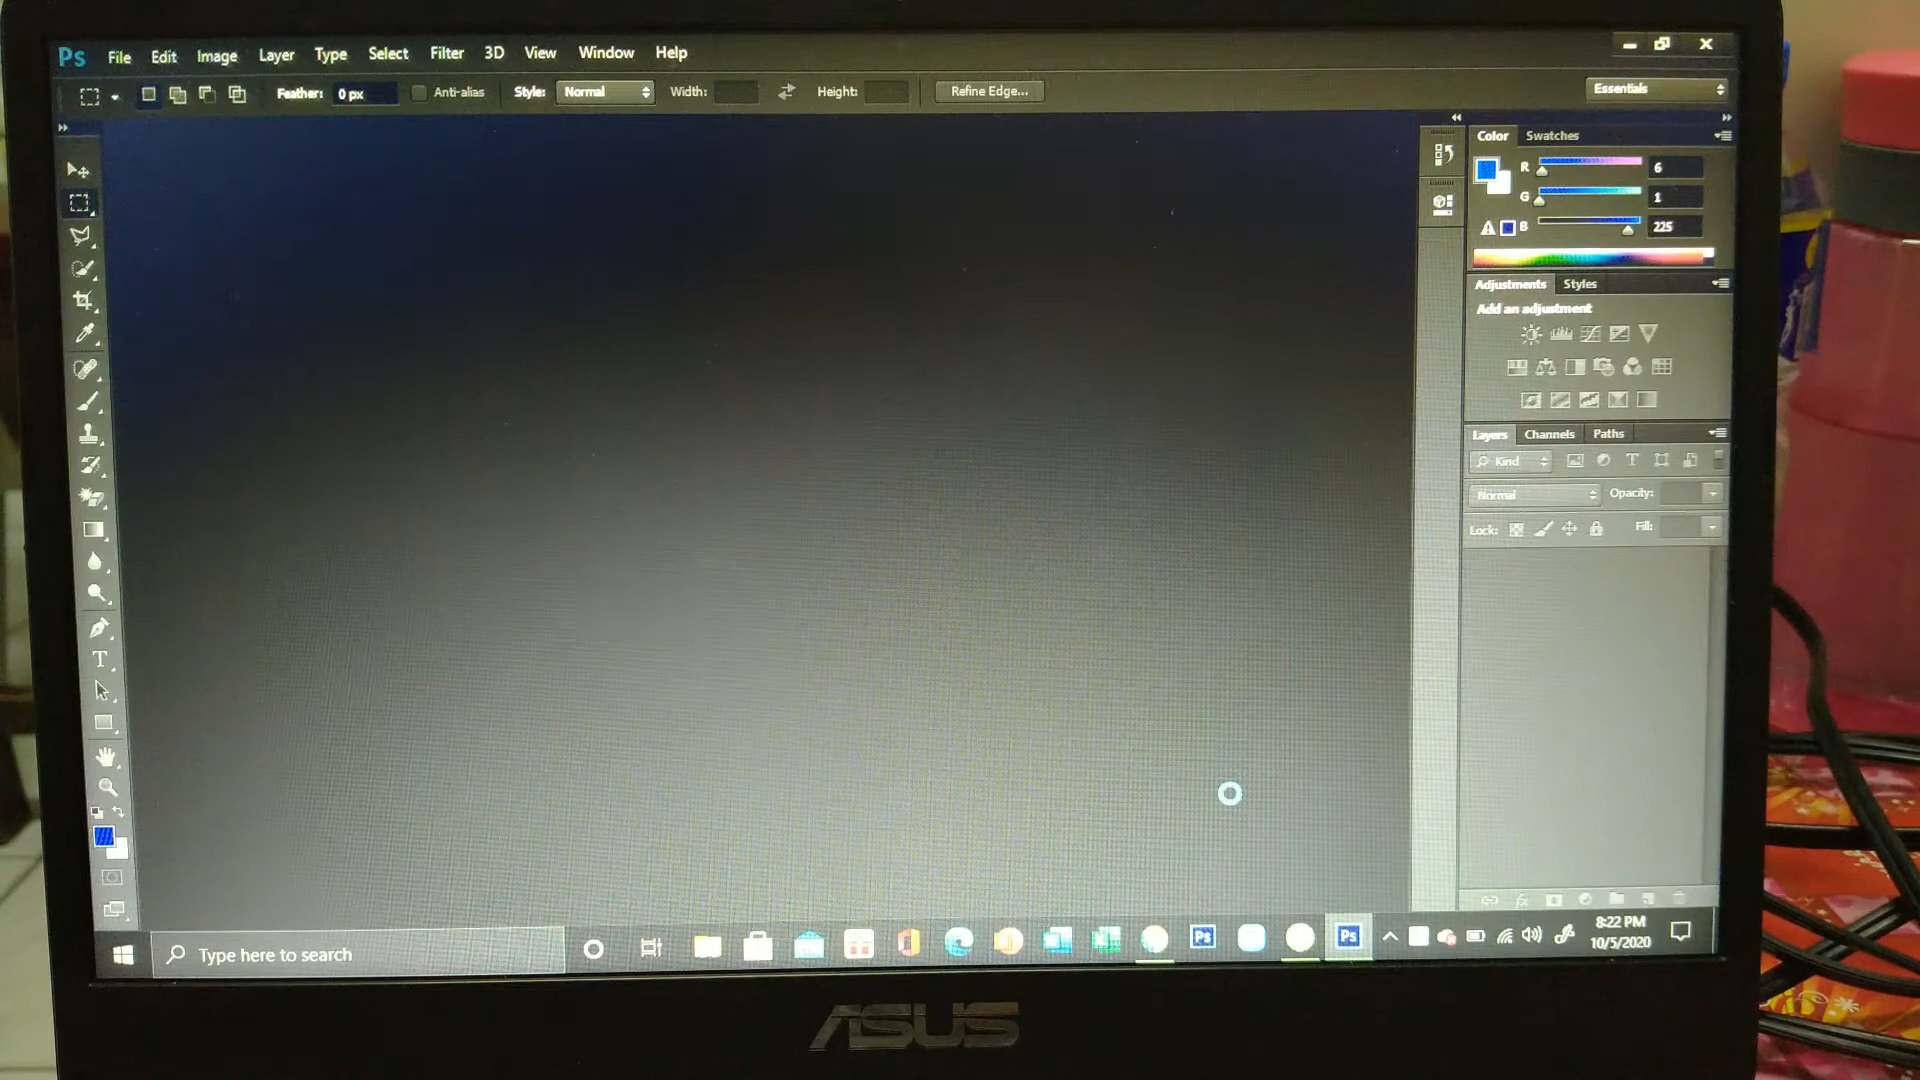 Ps File Edit Image Layer Type Select Filter 3D View Window Help
Feather: 0 px Anti-alias Style: Normal Width: Height: Refine Edge... Essentials
Color Swatches
R 6
G 1
B 225
Adjustments Styles
Add an adjustment
Layers Channels Paths
Kind
Normal Opacity:
Lock: Fill:
T
Type here to search
Ps Ps
8:22 PM
10/5/2020
ASUS